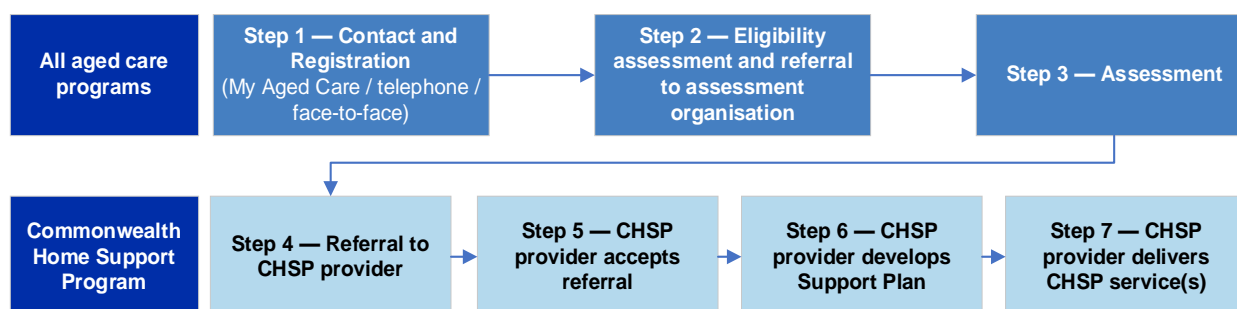 All aged care
programs
Step 1 — Contact and
Registration
(My Aged Care / telephone /
face-to-face)
Step 2 — Eligibility
assessment and referral
to assessment
organisation
Step 3 — Assessment
Commonwealth
Home Support
Program
Step 4 — Referral to
CHSP provider
Step 5 — CHSP
provider accepts
referral
Step 6 — CHSP
provider develops
Support Plan
Step 7 — CHSP
provider delivers
CHSP service(s)